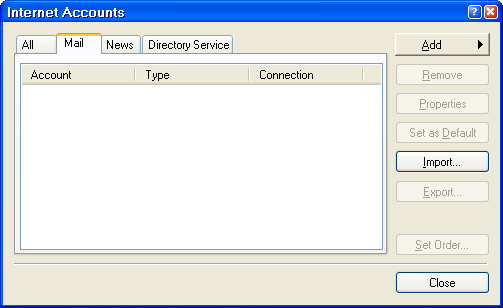 Internet Accounts
All Mail News Directory Service
Account Type Connection
Add
Remove
Properties
Set as Default
Import...
Export...
Set Order...
Close